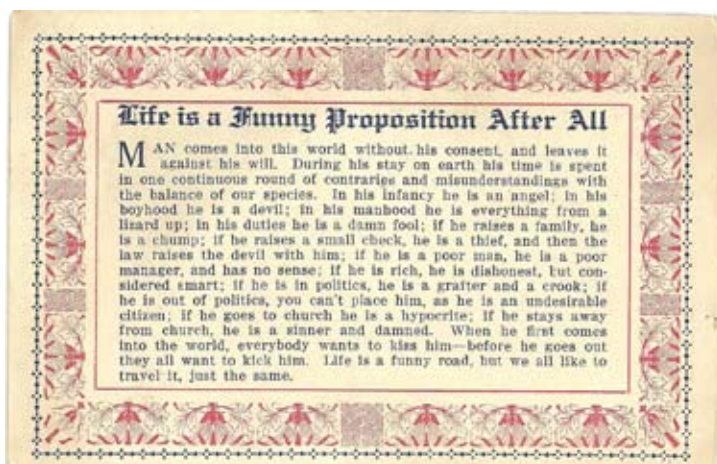 Life is a Funny Proposition After All
MAN comes into this world without his consent, and leaves it
against his will. During his stay on earth his time is spent
in one continuous round of contraries and misunderstandings with
the balance of our species. In his infancy he is an angel; in his
boyhood he is a devil; in his manhood he is everything from a
lizard up; in his duties he is a damn fool; if he raises a family, he
is a chump; if he raises a small check, he is a thief, and then the
law raises the devil with him; if he is a poor man, he is a poor
manager, and has no sense; if he is rich, he is dishonest, but con-
sidered smart; if he is in politics, he is a grafter and a crook; if
he is out of politics, you can't place him, as he is an undesirable
citizen; if he goes to church he is a hypocrite; if he stays away
from church, he is a sinner and damned. When he first comes
into the world, everybody wants to kiss him—before he goes out
they all want to kick him. Life is a funny road, but we all like to
travel it, just the same.